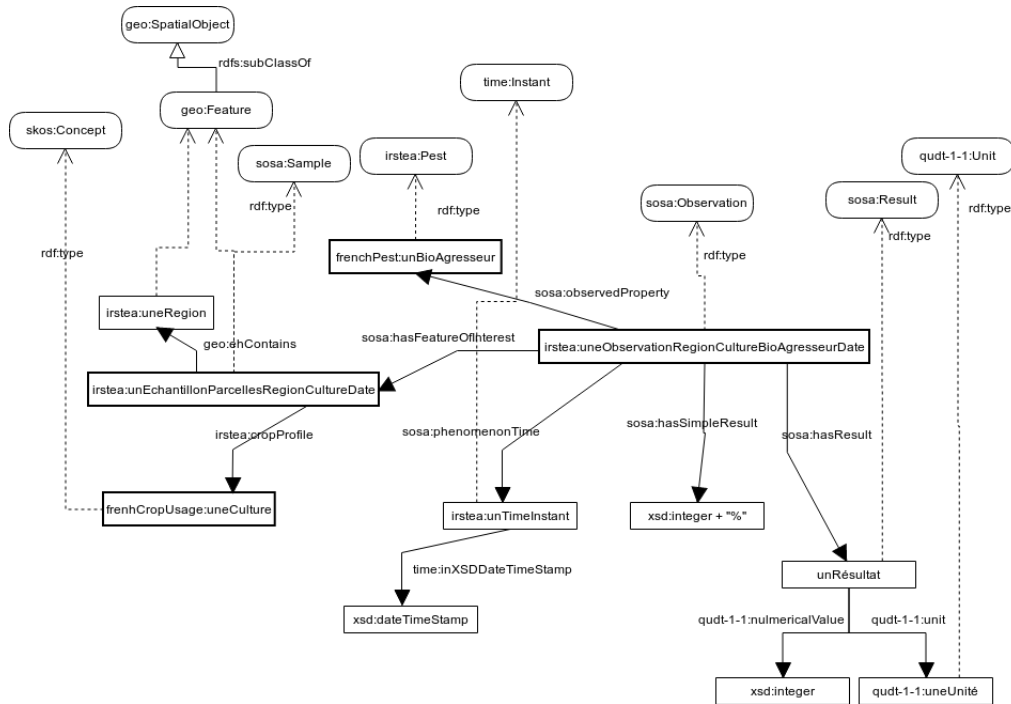 geo:SpatialObject
rdfs:subClassOf
time:Instant
geo:Feature
skos:Concept
sosa:Sample
irstea:Pest
qudt-1-1:Unit
sosa:Observation
sosa:Result
rdf:type
rdf:type
rdf:type
rdf:type
rdf:type
rdf:type
frenchPest:unBioAgresseur
sosa:observedProperty
irstea:uneRegion
geo:ehContains
sosa:hasFeatureOfInterest
irstea:uneObservationRegionCultureBioAgresseurDate
irstea:unEchantillonParcellesRegionCultureDate
irstea:cropProfile
sosa:phenomenonTime
sosa:hasSimpleResult
sosa:hasResult
frenhCropUsage:uneCulture
irstea:unTimeInstant
xsd:integer + "%"
time:inXSDDateTimeStamp
unRésultat
xsd:dateTimeStamp
qudt-1-1:nulmericalValue
qudt-1-1:unit
xsd:integer
qudt-1-1:uneUnité